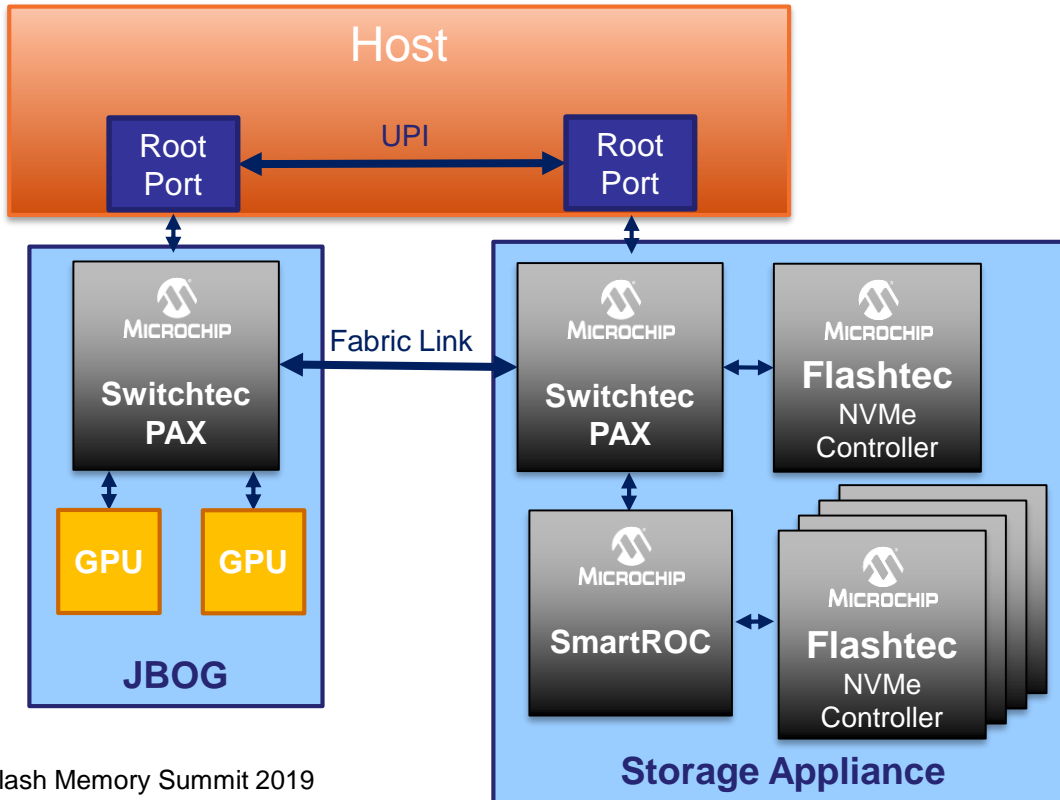 Host
Root
Port
UPI
Root
Port
MICROCHIP
Switchtec
PAX
Fabric Link
MICROCHIP
Switchtec
PAX
MICROCHIP
Flashtec
NVMe
Controller
GPU
GPU
JBOG
MICROCHIP
SmartROC
MICROCHIP
Flashtec
NVMe
Controller
Storage Appliance
lash Memory Summit 2019